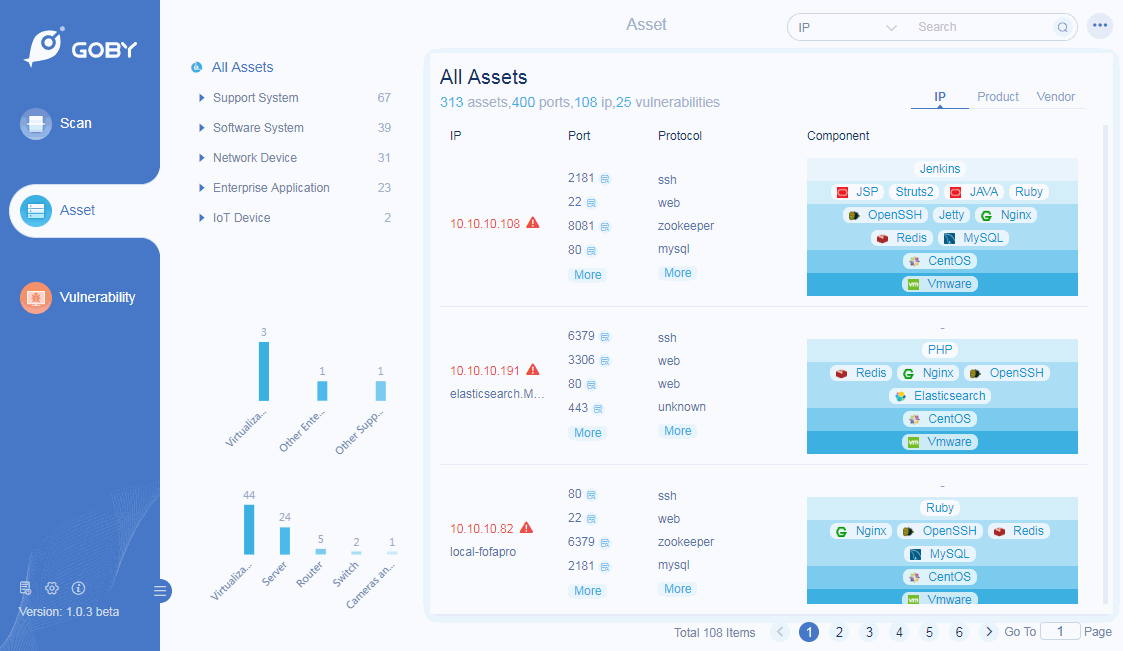 GOBY
Scan
Asset
Vulnerability
Version: 1.0.3 beta
Asset
IP
Search
All Assets
Support System 67
Software System 39
Network Device 31
Enterprise Application 23
IoT Device 2
3
1
1
Virtualiza...
Other Ente...
Other Supp...
44
24
5
2
1
Virtualiza...
Server
Router
Switch
Cameras an...
All Assets
313 assets,400 ports,108 ip,25 vulnerabilities
IP Product Vendor
IP Port Protocol Component
10.10.10.108
2181
22
8081
80
More
ssh
web
zookeeper
mysql
More
Jenkins
JSP Struts2 JAVA Ruby
OpenSSH Jetty Nginx
Redis MySQL
CentOS
vm Vmware
10.10.10.191
elasticsearch.M...
6379
3306
80
443
More
ssh
web
web
unknown
More
-
PHP
Redis Nginx OpenSSH
Elasticsearch
CentOS
vm Vmware
10.10.10.82
local-fofapro
80
22
6379
2181
More
ssh
web
zookeeper
mysql
More
-
Ruby
Nginx OpenSSH Redis
MySQL
CentOS
vm Vmware
Total 108 Items < 1 2 3 4 5 6 > Go To 1 Page